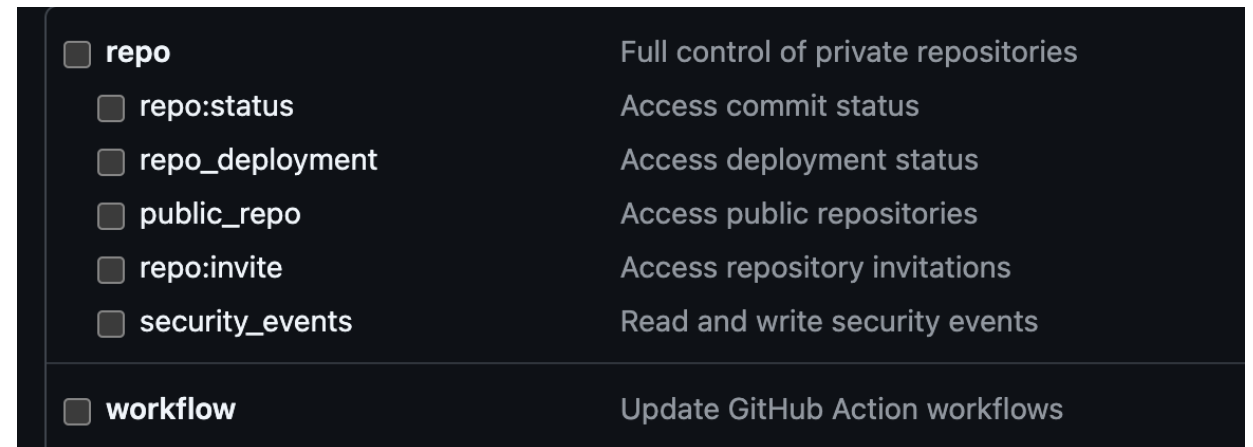 repo Full control of private repositories
repo:status Access commit status
repo_deployment Access deployment status
public_repo Access public repositories
repo:invite Access repository invitations
security_events Read and write security events
workflow Update GitHub Action workflows